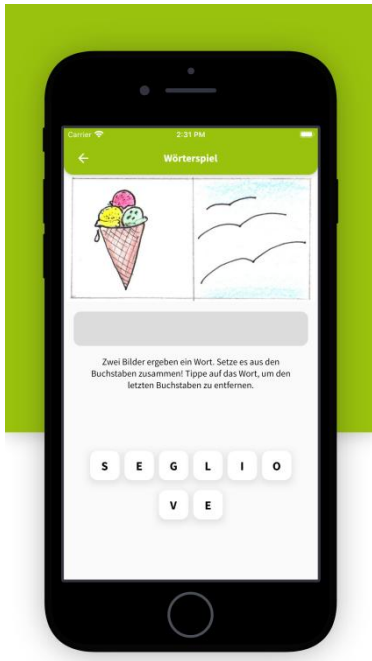 Carrier 2:31 PM
Wörterspiel
Zwei Bilder ergeben ein Wort. Setze es aus den
Buchstaben zusammen! Tippe auf das Wort, um den
letzten Buchstaben zu entfernen.
S E G L I O
V E